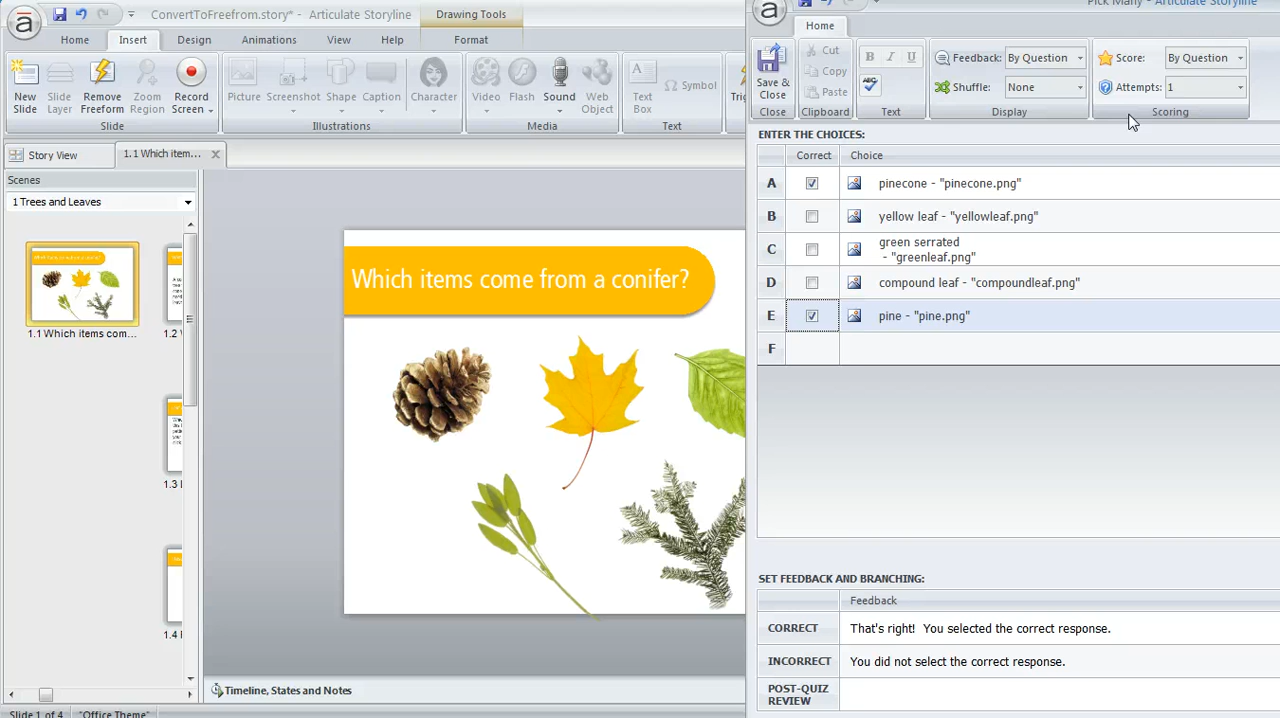 ConvertToFreefrom.story* - Articulate Storyline
Drawing Tools
Home
Insert
Design
Animations
View
Help
Format
New Slide
Slide Layer
Remove Freeform
Zoom Region
Record Screen
Slide
Picture
Screenshot
Shape
Caption
Character
Illustrations
Video
Flash
Sound
Web Object
Media
Text Box
Symbol
Text
Story View
1.1 Which item...
Scenes
1 Trees and Leaves
1.1 Which items com...
1.2
1.3
1.4
Which items come from a conifer?
Timeline, States and Notes
Slide 1 of 4
"Office Theme"
Pick Many - Articulate Storyline
Home
Save & Close
Close
Cut
Copy
Paste
Clipboard
B I U
ABC
Text
Feedback: By Question
Shuffle: None
Display
Score: By Question
Attempts: 1
Scoring
ENTER THE CHOICES:
Correct Choice
A pinecone - "pinecone.png"
B yellow leaf - "yellowleaf.png"
C green serrated
- "greenleaf.png"
D compound leaf - "compoundleaf.png"
E pine - "pine.png"
F
SET FEEDBACK AND BRANCHING:
Feedback
CORRECT That's right! You selected the correct response.
INCORRECT You did not select the correct response.
POST-QUIZ
REVIEW